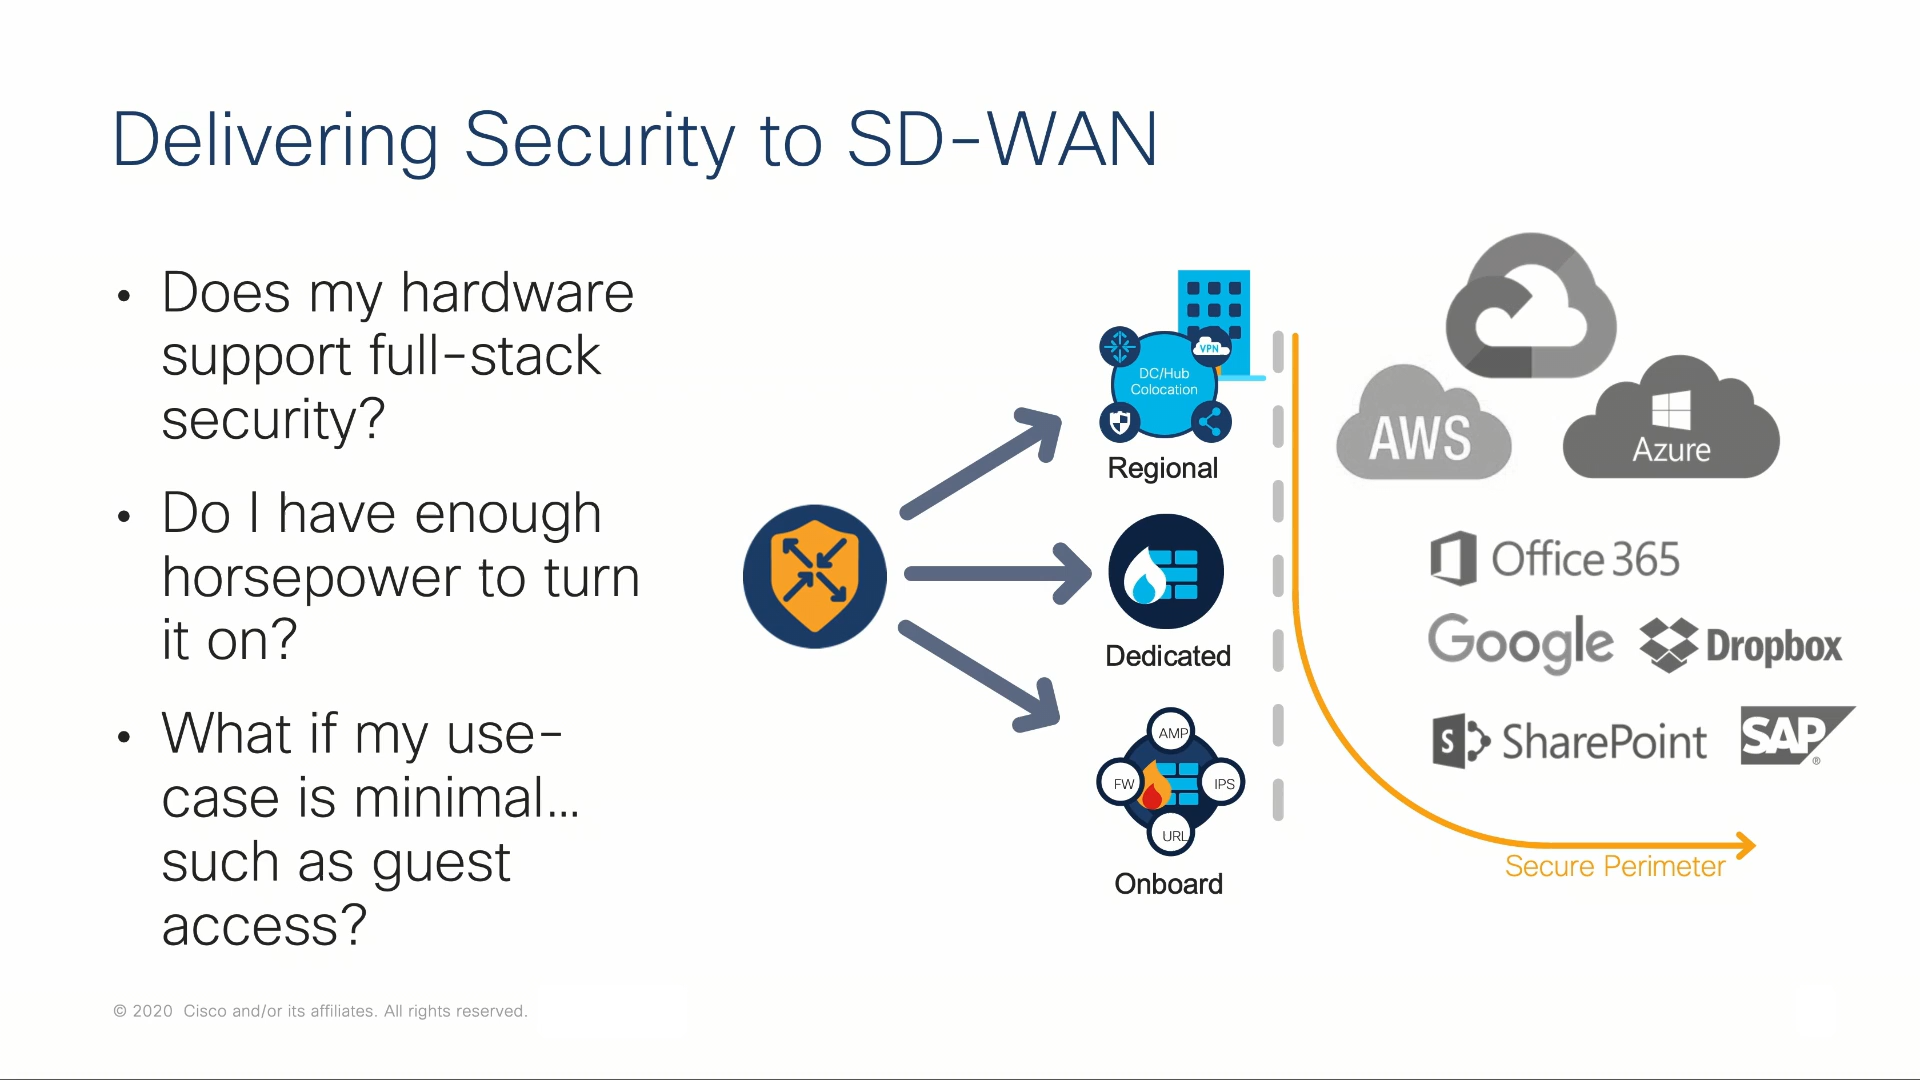 Delivering Security to SD-WAN
• Does my hardware
support full-stack
security?
• Do I have enough
horsepower to turn
it on?
• What if my use-
case is minimal...
such as guest
access?
VPN
DC/Hub
Colocation
Regional
Dedicated
AMP
FW
IPS
URL
Onboard
AWS
Azure
Office 365
Google
Dropbox
S
SharePoint
SAP®
Secure Perimeter
© 2020 Cisco and/or its affiliates. All rights reserved.